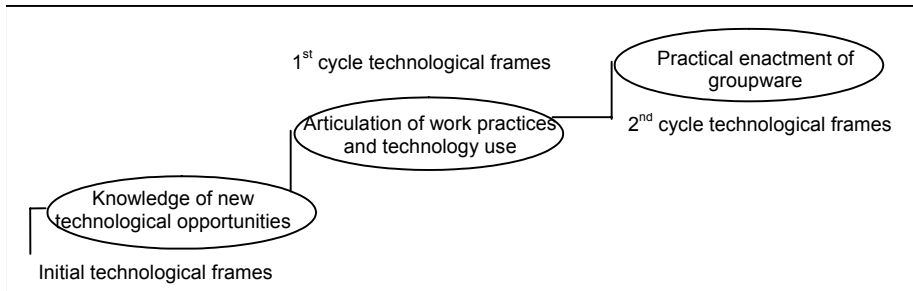 1st cycle technological frames
Practical enactment of
groupware
Articulation of work practices
and technology use
2nd cycle technological frames
Knowledge of new
technological opportunities
Initial technological frames